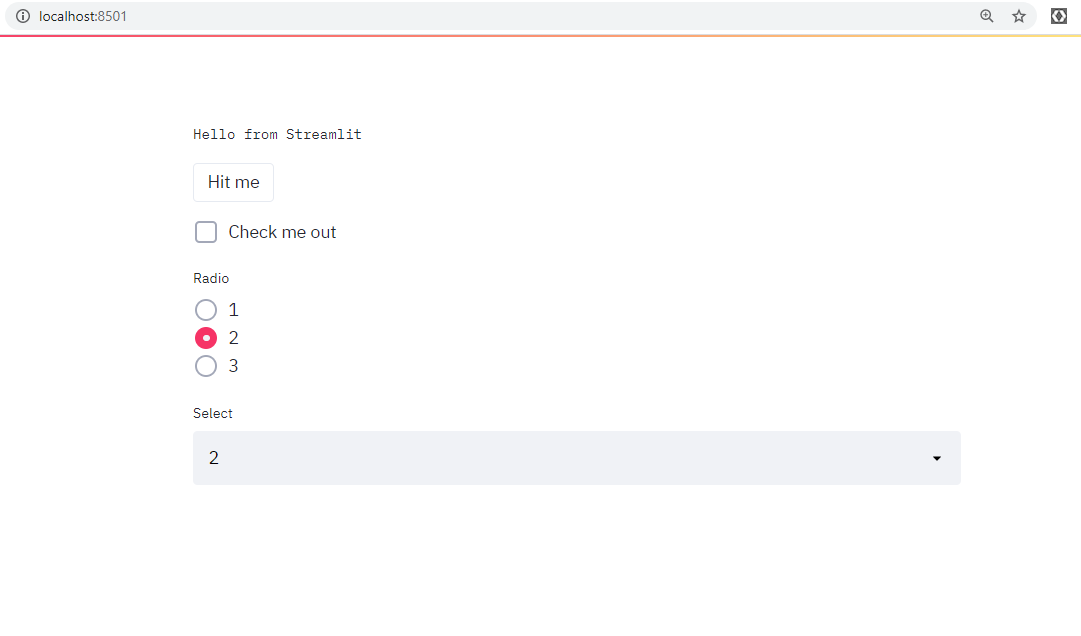 localhost:8501
Hello from Streamlit
Hit me
Check me out
Radio
1
2
3
Select
2